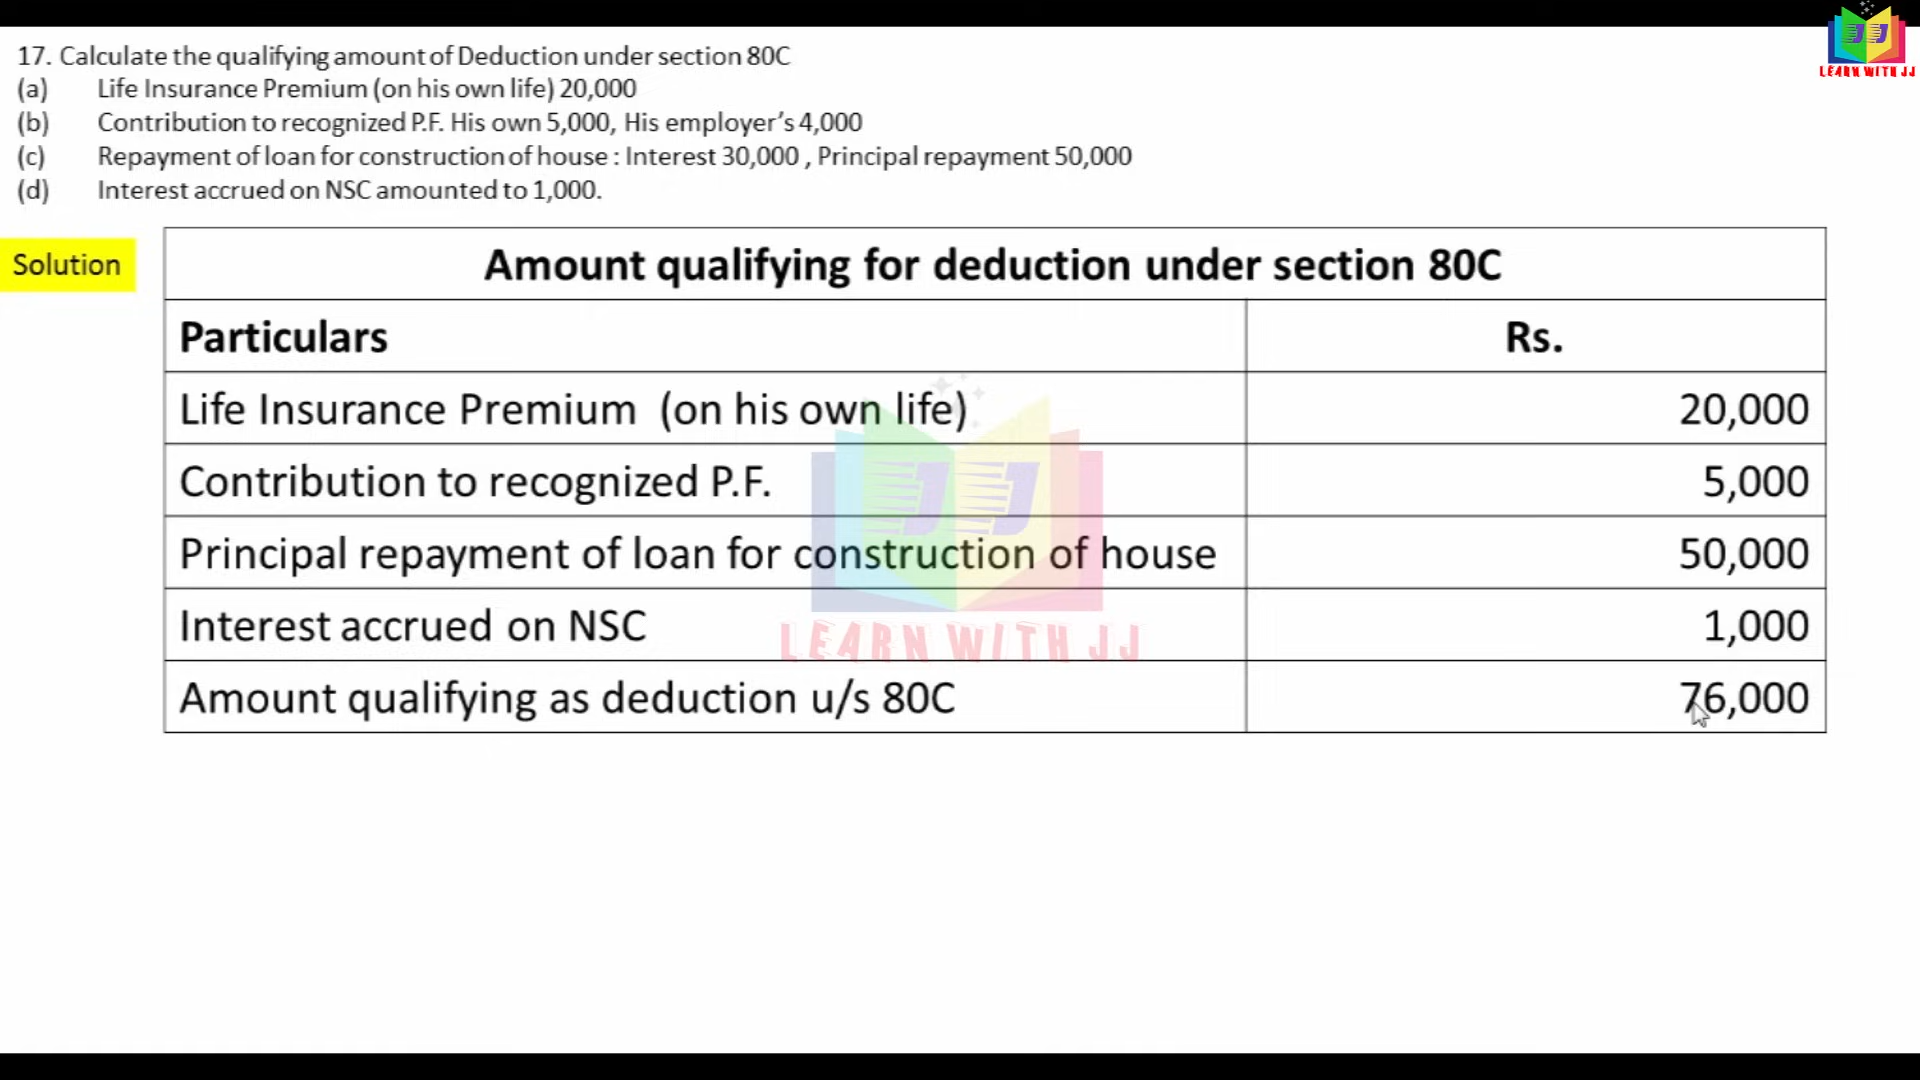 LEARN WITH JJ
17. Calculate the qualifying amount of Deduction under section 80C
(a) Life Insurance Premium (on his own life) 20,000
(b) Contribution to recognized P.F. His own 5,000, His employer's 4,000
(c) Repayment of loan for construction of house : Interest 30,000 , Principal repayment 50,000
(d) Interest accrued on NSC amounted to 1,000.
Solution
Amount qualifying for deduction under section 80C
Particulars Rs.
Life Insurance Premium (on his own life) 20,000
Contribution to recognized P.F. 5,000
Principal repayment of loan for construction of house 50,000
Interest accrued on NSC 1,000
Amount qualifying as deduction u/s 80C 76,000
JJ
LEARN WITH JJ